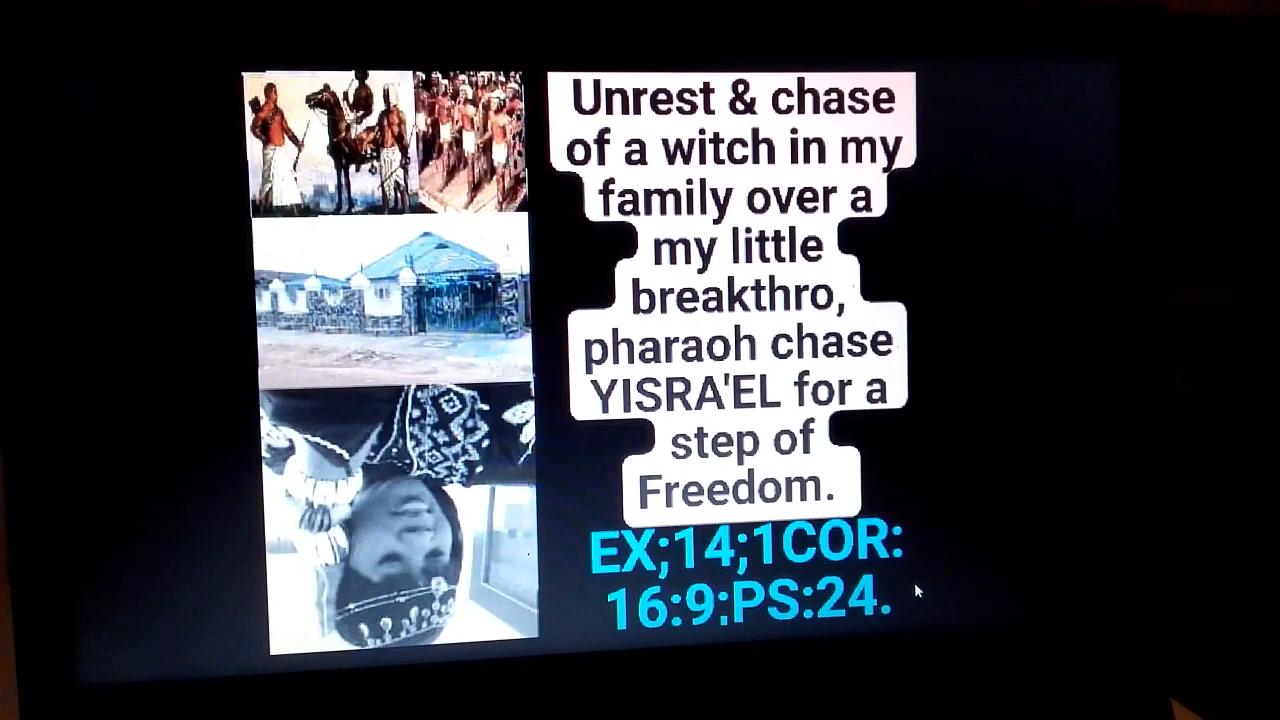 Unrest & chase
of a witch in my
family over a
my little
breakthro,
pharaoh chase
YISRA'EL for a
step of
Freedom.
EX;14;1COR:
16:9:PS:24.